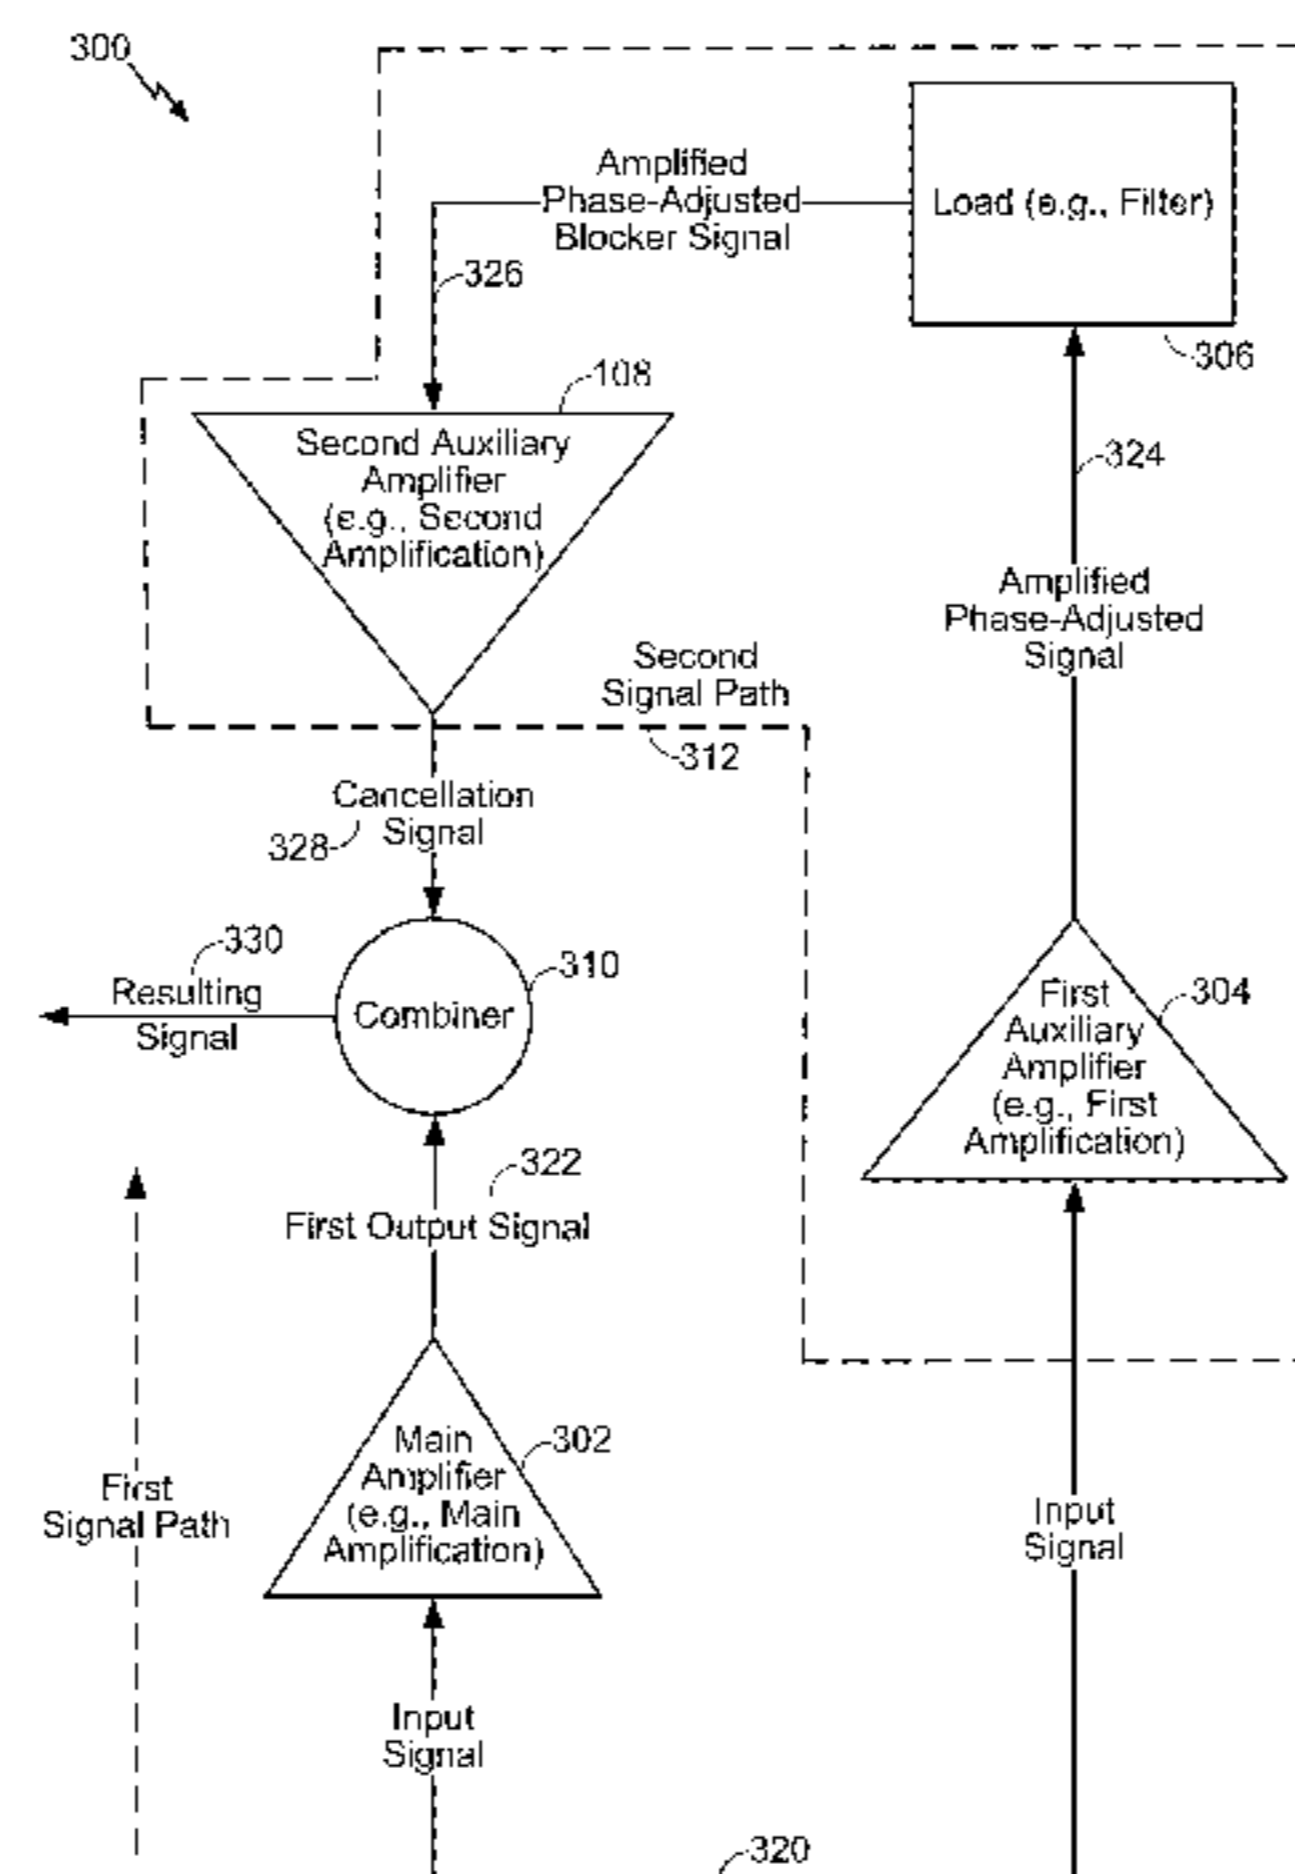 300
Amplified
Phase-Adjusted
Blocker Signal
Load (e.g., Filter)
326
306
108
Second Auxiliary
Amplifier
(e.g., Second
Amplification)
324
Amplified
Phase-Adjusted
Signal
Second
Signal Path
312
Cancellation
Signal
328
330
Resulting
Signal
Combiner
310
First
Auxiliary
Amplifier
(e.g., First
Amplification)
304
322
First Output Signal
Main
Amplifier
(e.g., Main
Amplification)
302
First
Signal Path
Input
Signal
Input
Signal
320